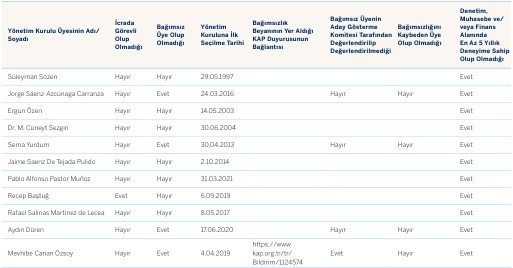 Yönetim Kurulu Üyesinin Adı/
Soyadı
İcrada
Görevli
Olup
Olmadığı
Bağımsız
Üye Olup
Olmadığı
Yönetim
Kuruluna İlk
Seçilme Tarihi
Bağımsızlık
Beyanının Yer Aldığı
KAP Duyurusunun
Bağlantısı
Bağımsız Üyenin
Aday Gösterme
Komitesi Tarafından
Değerlendirilip
Değerlendirilmediği
Bağımsızlığını
Kaybeden Üye
Olup Olmadığı
Denetim,
Muhasebe ve/
veya Finans
Alanında
En Az 5 Yıllık
Deneyime Sahip
Olup Olmadığı
Süleyman Sözen Hayır Hayır 29.05.1997 Evet
Jorge Sáenz-Azcúnaga Carranza Hayır Evet 24.03.2016 Hayır Hayır Evet
Ergun Özen Hayır Hayır 14.05.2003 Evet
Dr. M. Cüneyt Sezgin Hayır Hayır 30.06.2004 Evet
Sema Yurdum Hayır Evet 30.04.2013 Hayır Hayır Evet
Jaime Saenz De Tejada Pulido Hayır Hayır 2.10.2014 Evet
Pablo Alfonso Pastor Muñoz Hayır Hayır 31.03.2021 Evet
Recep Baştuğ Evet Hayır 6.09.2019 Evet
Rafael Salinas Martinez de Lecea Hayır Hayır 8.05.2017 Evet
Aydın Düren Hayır Evet 17.06.2020 Hayır Hayır Evet
Mevhibe Canan Özsoy Hayır Evet 4.04.2019 https://www
kap.org.tr/tr/
Bildirim/1124574 Evet Hayır Evet